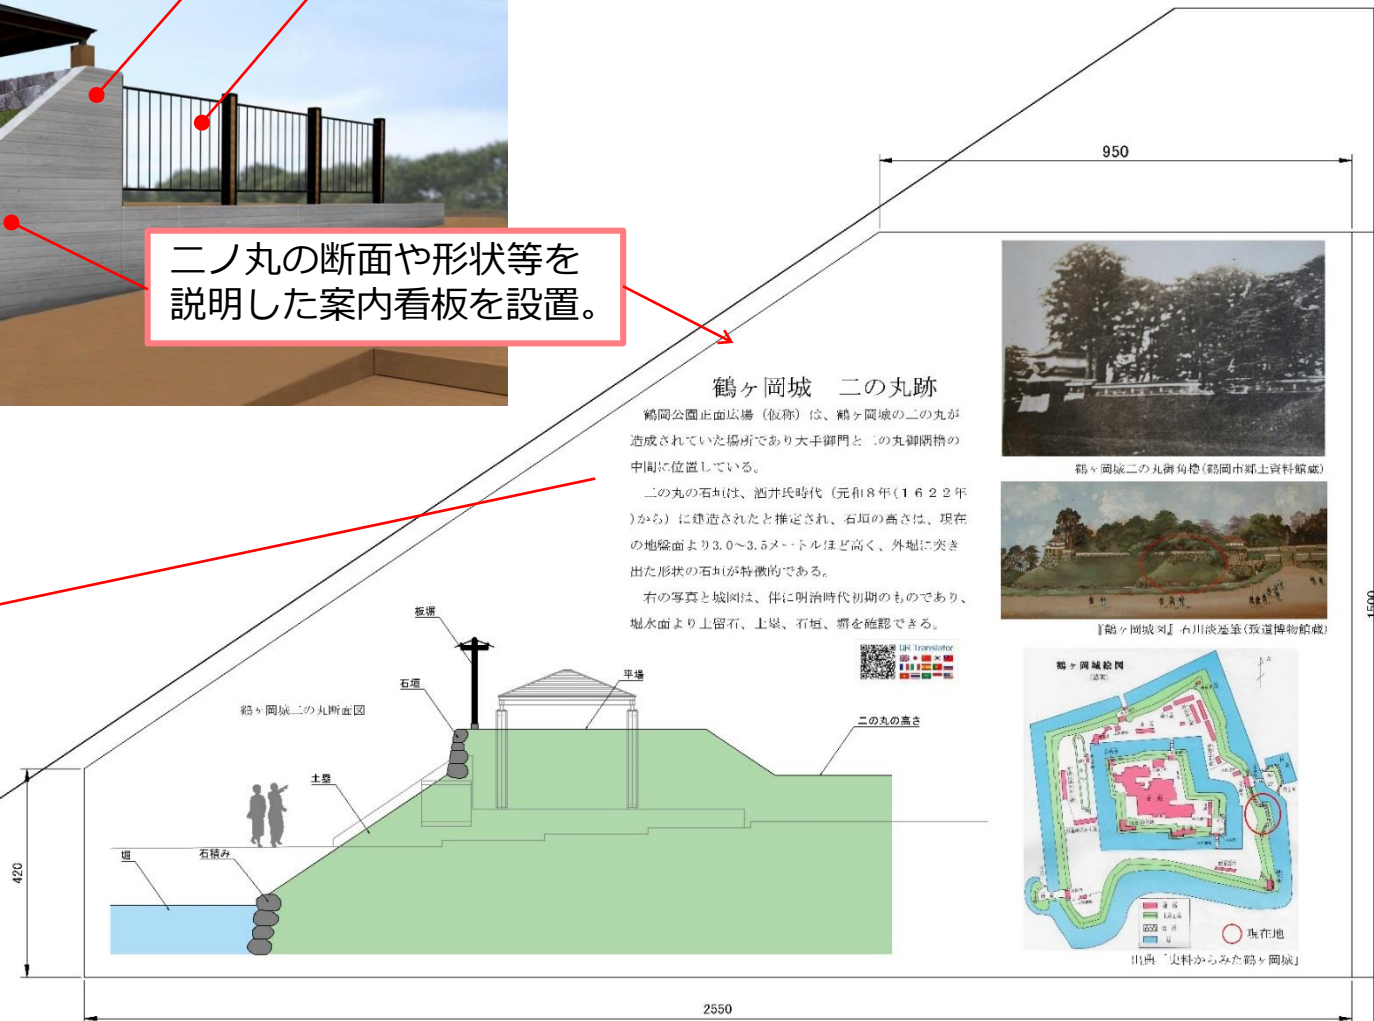 二ノ丸の断面や形状等を
説明した案内看板を設置。
950
鶴ヶ岡城　二の丸跡
鶴岡公園正面広場（仮称）は、鶴ヶ岡城の二の丸が
造成されていた場所であり大手御門と二の丸御隅櫓の
中間に位置している。
二の丸の石垣は、酒井氏時代（元和８年(１６２２年
)から）に建造されたと推定され、石垣の高さは、現在
の地盤面より3.0～3.5メートルほど高く、外堀に突き
出た形状の石垣が特徴的である。
右の写真と城図は、伴に明治時代初期のものであり、
堀水面より土留石、土塁、石垣、塀を確認できる。
QR Translator
鶴ヶ岡城二の丸御角櫓(鶴岡市郷土資料館蔵)
『鶴ヶ岡城図』石川淡遠筆(致道博物館蔵)
1500
鶴ヶ岡城二の丸断面図
板塀
石垣
平場
二の丸の高さ
土塁
堀
石積み
420
鶴ヶ岡城絵図
現在地
出典「史料からみた鶴ヶ岡城」
2550